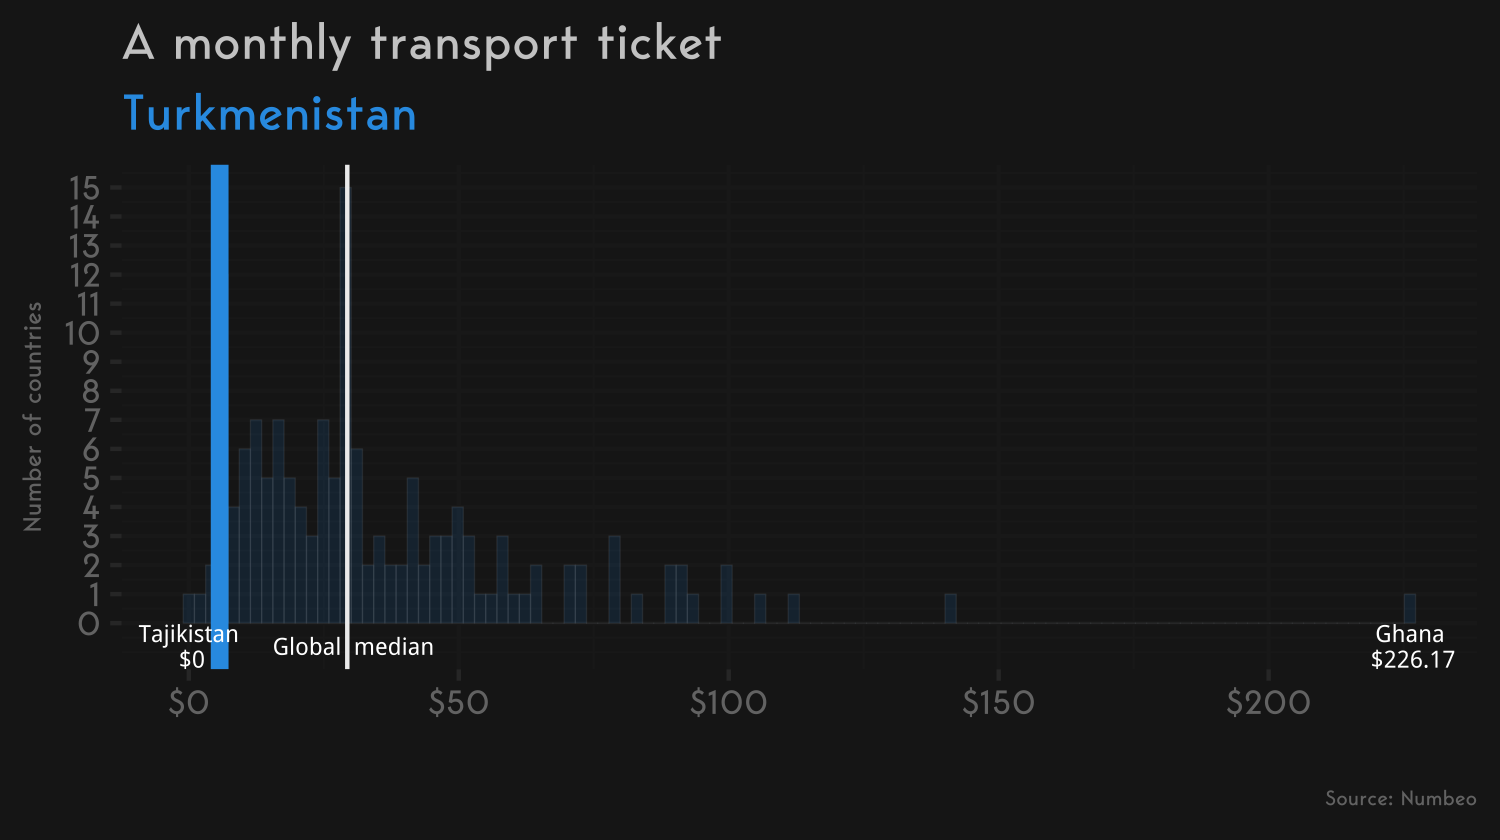 A monthly transport ticket
Turkmenistan
Number of countries
15
14
13
12
11
10
9
8
7
6
5
4
3
2
1
0
Tajikistan
$0
Global median
Ghana
$226.17
$0 $50 $100 $150 $200
Source: Numbeo